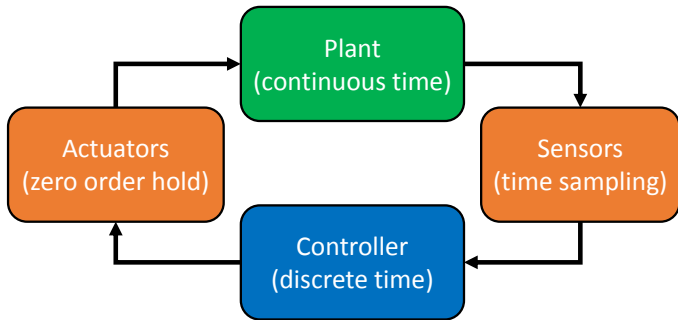 Plant
(continuous time)
Actuators
(zero order hold)
Sensors
(time sampling)
Controller
(discrete time)